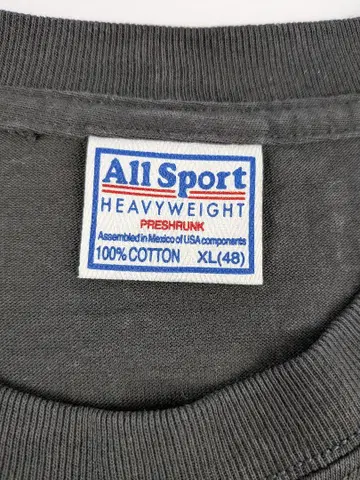 All Sport
HEAVYWEIGHT
PRESHRUNK
Assembled in Mexico of USA components
100% COTTON XL(48)